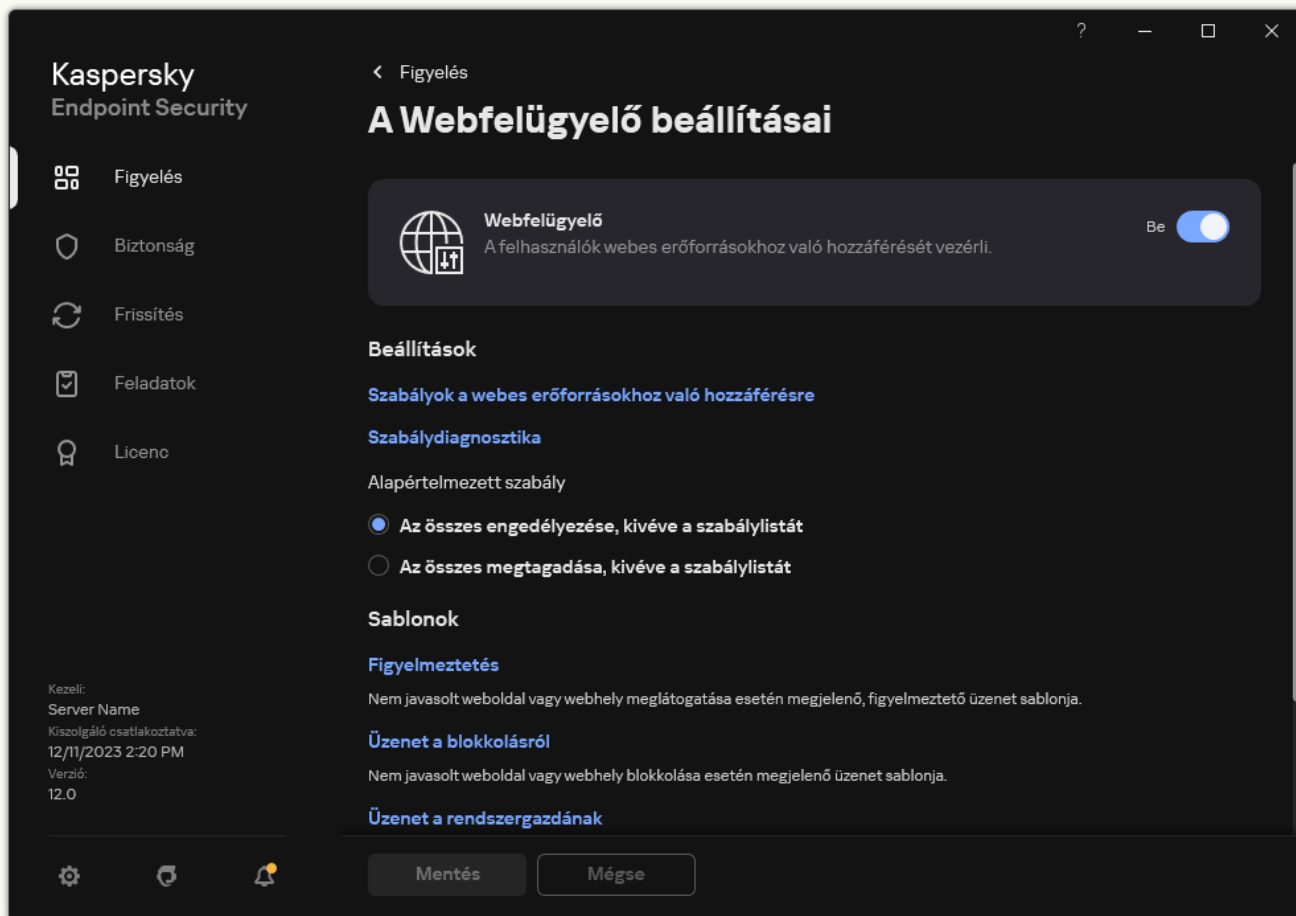 ?
Kaspersky
Endpoint Security
Figyelés
Biztonság
Frissítés
Feladatok
Licenc
Kezeli:
Server Name
Kiszolgáló csatlakoztatva:
12/11/2023 2:20 PM
Verzió:
12.0
Figyelés
A Webfelügyelő beállításai
Webfelügyelő
A felhasználók webes erőforrásokhoz való hozzáférését vezérli.
Be
Beállítások
Szabályok a webes erőforrásokhoz való hozzáférésre
Szabálydiagnosztika
Alapértelmezett szabály
Az összes engedélyezése, kivéve a szabálylistát
Az összes megtagadása, kivéve a szabálylistát
Sablonok
Figyelmeztetés
Nem javasolt weboldal vagy webhely meglátogatása esetén megjelenő, figyelmeztető üzenet sablonja.
Üzenet a blokkolásról
Nem javasolt weboldal vagy webhely blokkolása esetén megjelenő üzenet sablonja.
Üzenet a rendszergazdának
Mentés
Mégse